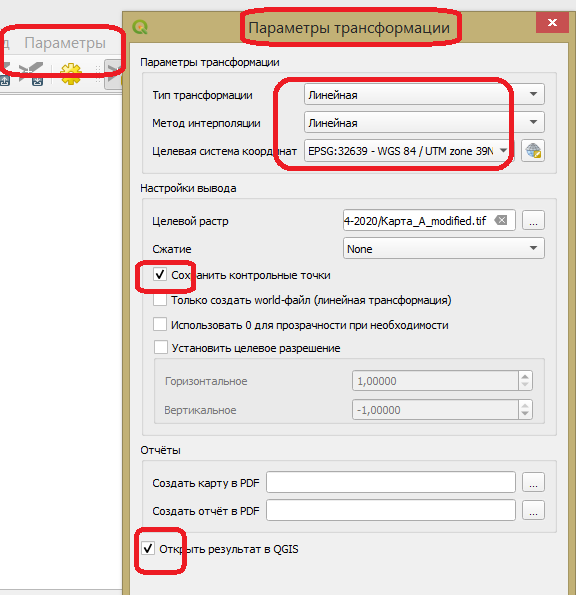 д Параметры
Параметры трансформации
Параметры трансформации
Тип трансформации Линейная
Метод интерполяции Линейная
Целевая система координат EPSG:32639 - WGS 84 / UTM zone 39N
Настройки вывода
Целевой растр 4-2020/Карта_A_modified.tif ...
Сжатие None
Сохранить контрольные точки
Только создать world-файл (линейная трансформация)
Использовать 0 для прозрачности при необходимости
Установить целевое разрешение
Горизонтальное 1,00000
Вертикальное -1,00000
Отчёты
Создать карту в PDF ...
Создать отчёт в PDF ...
Открыть результат в QGIS